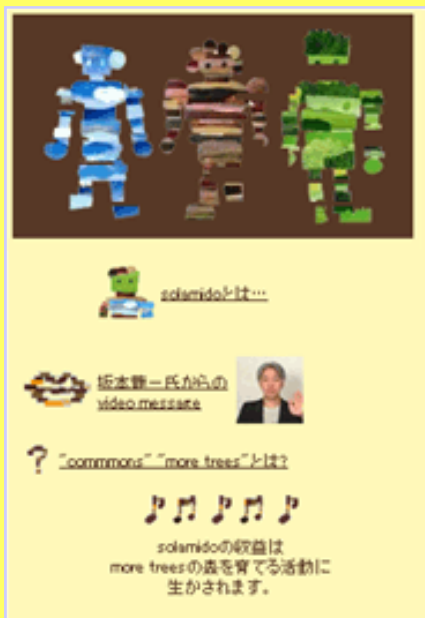 solamidoとは…
坂本龍一氏からの
video message
? "commmons" "more trees"とは?
solamidoの収益は
more treesの森を育てる活動に
生かされます。